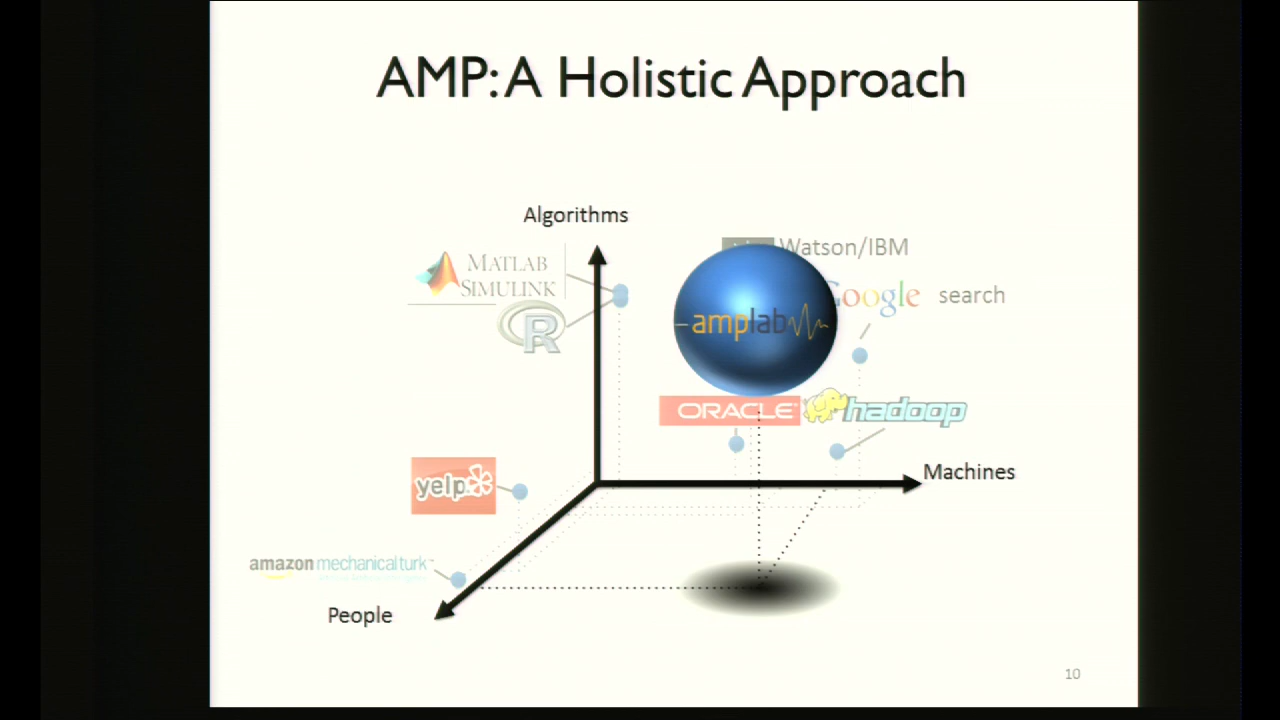 AMP: A Holistic Approach
Algorithms
MATLAB
SIMULINK
R
Watson/IBM
Google search
amplab
ORACLE
hadoop
Machines
yelp
amazon mechanical turk
People
10